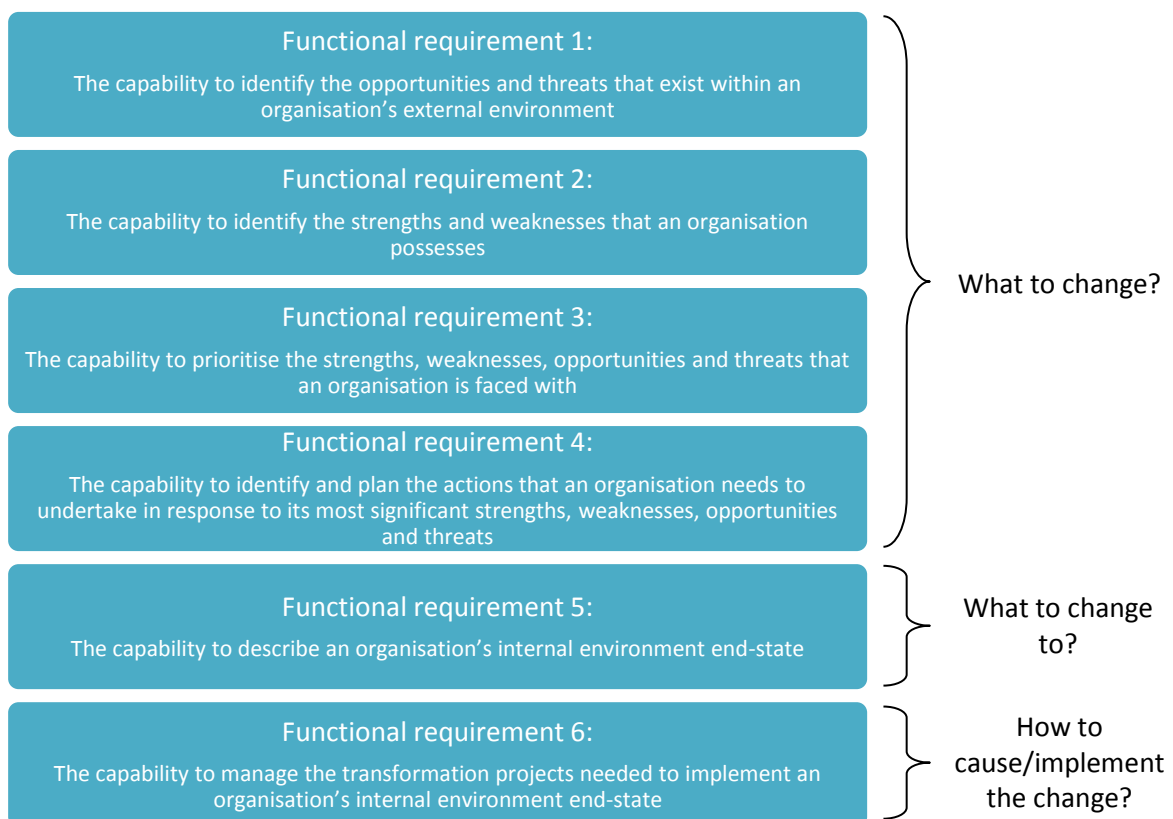 Functional requirement 1:
The capability to identify the opportunities and threats that exist within an
organisation’s external environment
Functional requirement 2:
The capability to identify the strengths and weaknesses that an organisation
possesses
Functional requirement 3:
The capability to prioritise the strengths, weaknesses, opportunities and threats that
an organisation is faced with
Functional requirement 4:
The capability to identify and plan the actions that an organisation needs to
undertake in response to its most significant strengths, weaknesses, opportunities
and threats
What to change?
Functional requirement 5:
The capability to describe an organisation’s internal environment end-state
What to change
to?
Functional requirement 6:
The capability to manage the transformation projects needed to implement an
organisation’s internal environment end-state
How to
cause/implement
the change?